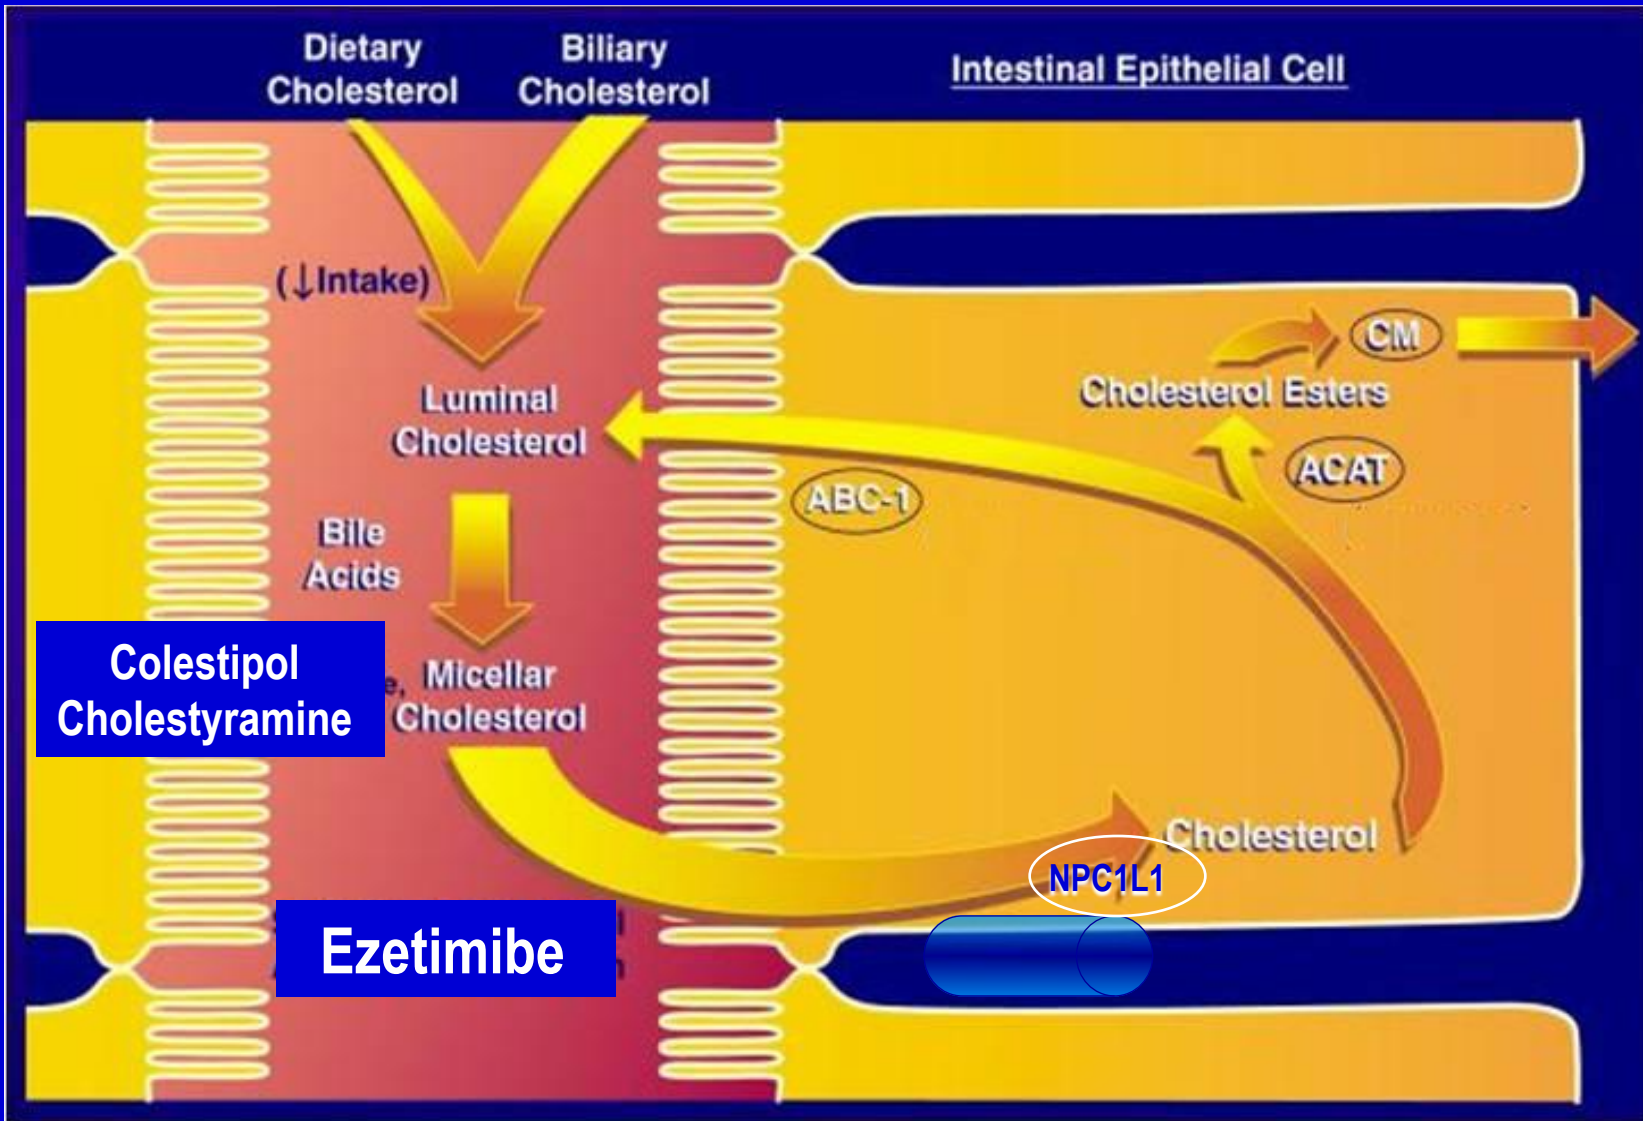 Dietary
Cholesterol
Biliary
Cholesterol
Intestinal Epithelial Cell
(↓Intake)
CM
Cholesterol Esters
Luminal
Cholesterol
ACAT
ABC-1
Bile
Acids
Colestipol
Cholestyramine
Micellar
Cholesterol
Cholesterol
NPC1L1
Ezetimibe